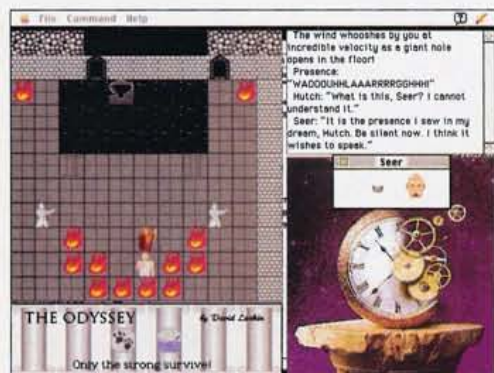 File Command Help
The wind whooshes by you at
incredible velocity as a giant hole
opens in the floor!
Presence:
"WADOOUHHLAAARRRRGGHHH!"
Hutch: "What is this, Seer? I cannot
understand it."
Seer: "It is the presence I saw in my
dream, Hutch. Be silent now. I think it
wishes to speak."
Seer
THE ODYSSEY
by David Larkin
Only the strong survive!